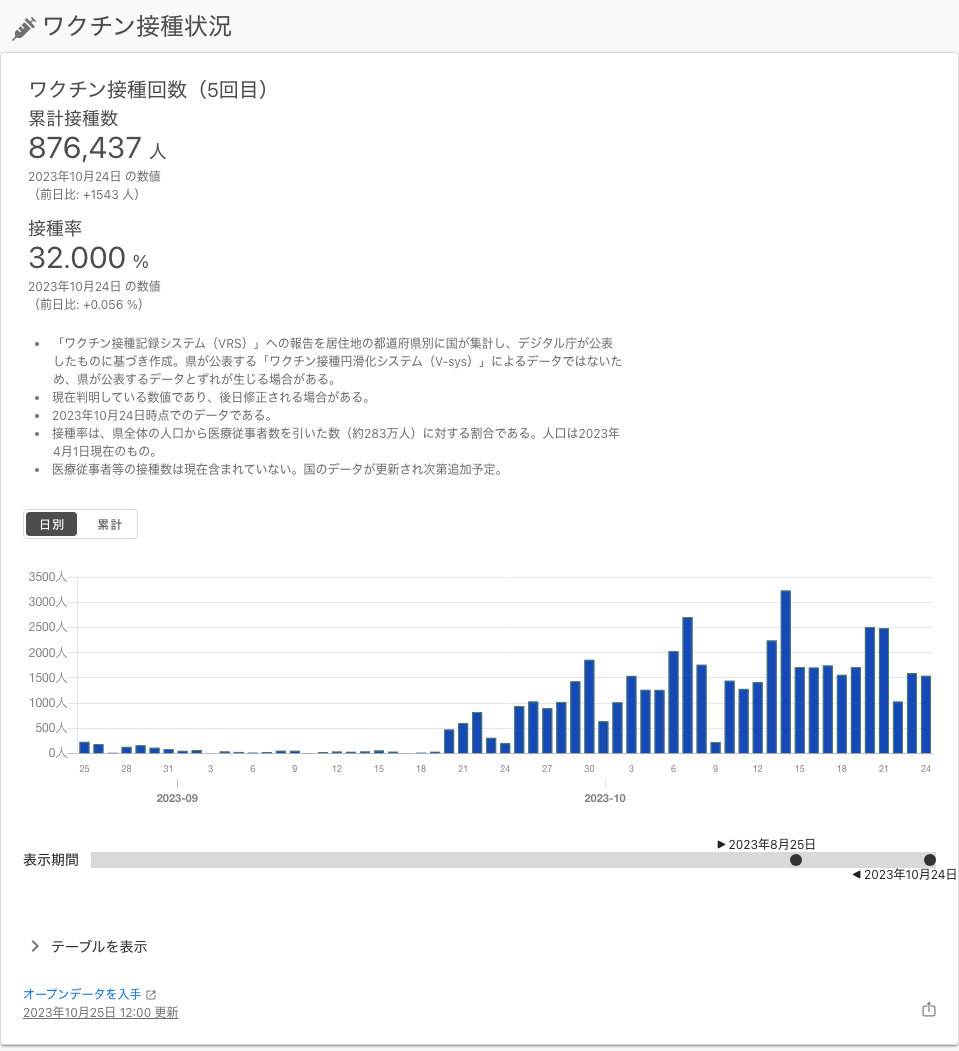 ワクチン接種状況
ワクチン接種回数（5回目）
累計接種数
876,437 人
2023年10月24日 の数値
（前日比: +1543 人）
接種率
32.000 %
2023年10月24日 の数値
（前日比: +0.056 %）
• 「ワクチン接種記録システム（VRS）」への報告を居住地の都道府県別に国が集計し、デジタル庁が公表
したものに基づき作成。県が公表する「ワクチン接種円滑化システム（V-sys）」によるデータではないた
め、県が公表するデータとずれが生じる場合がある。
• 現在判明している数値であり、後日修正される場合がある。
• 2023年10月24日時点でのデータである。
• 接種率は、県全体の人口から医療従事者数を引いた数（約283万人）に対する割合である。人口は2023年
4月1日現在のもの。
• 医療従事者等の接種数は現在含まれていない。国のデータが更新され次第追加予定。
日別 累計
3500人
3000人
2500人
2000人
1500人
1000人
500人
0人
25 28 31 3 6 9 12 15 18 21 24 27 30 3 6 9 12 15 18 21 24
2023-09 2023-10
▶ 2023年8月25日
表示期間
◀ 2023年10月24日
テーブルを表示
オープンデータを入手
2023年10月25日 12:00 更新